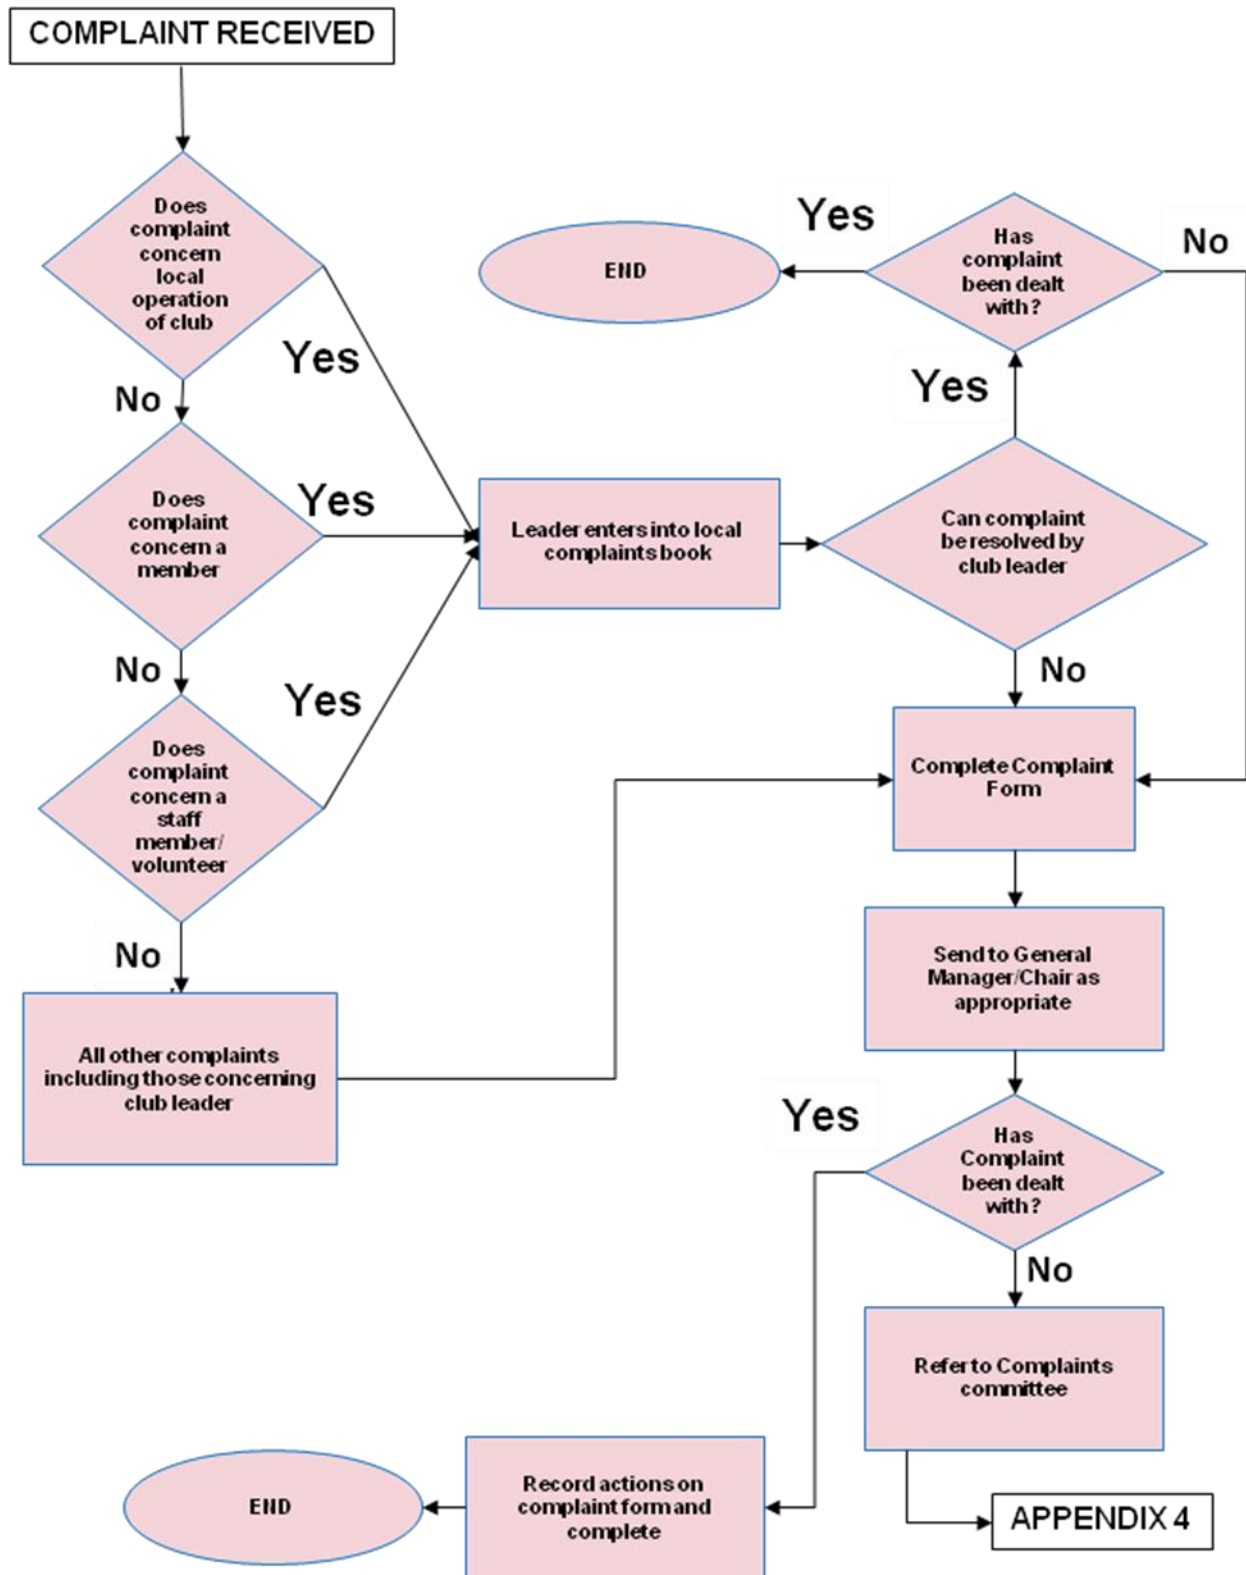 COMPLAINT RECEIVED
Does
complaint
concern
local
operation
of club
Yes
No
Does
complaint
concern a
member
Yes
No
Does
complaint
concern a
staff
member/
volunteer
Yes
No
All other complaints
including those concerning
club leader
Leader enters into local
complaints book
Can complaint
be resolved by
club leader
Yes
No
Has
complaint
been dealt
with?
Yes
No
END
Complete Complaint
Form
Send to General
Manager/Chair as
appropriate
Has
Complaint
been dealt
with?
Yes
No
Refer to Complaints
committee
APPENDIX 4
Record actions on
complaint form and
complete
END